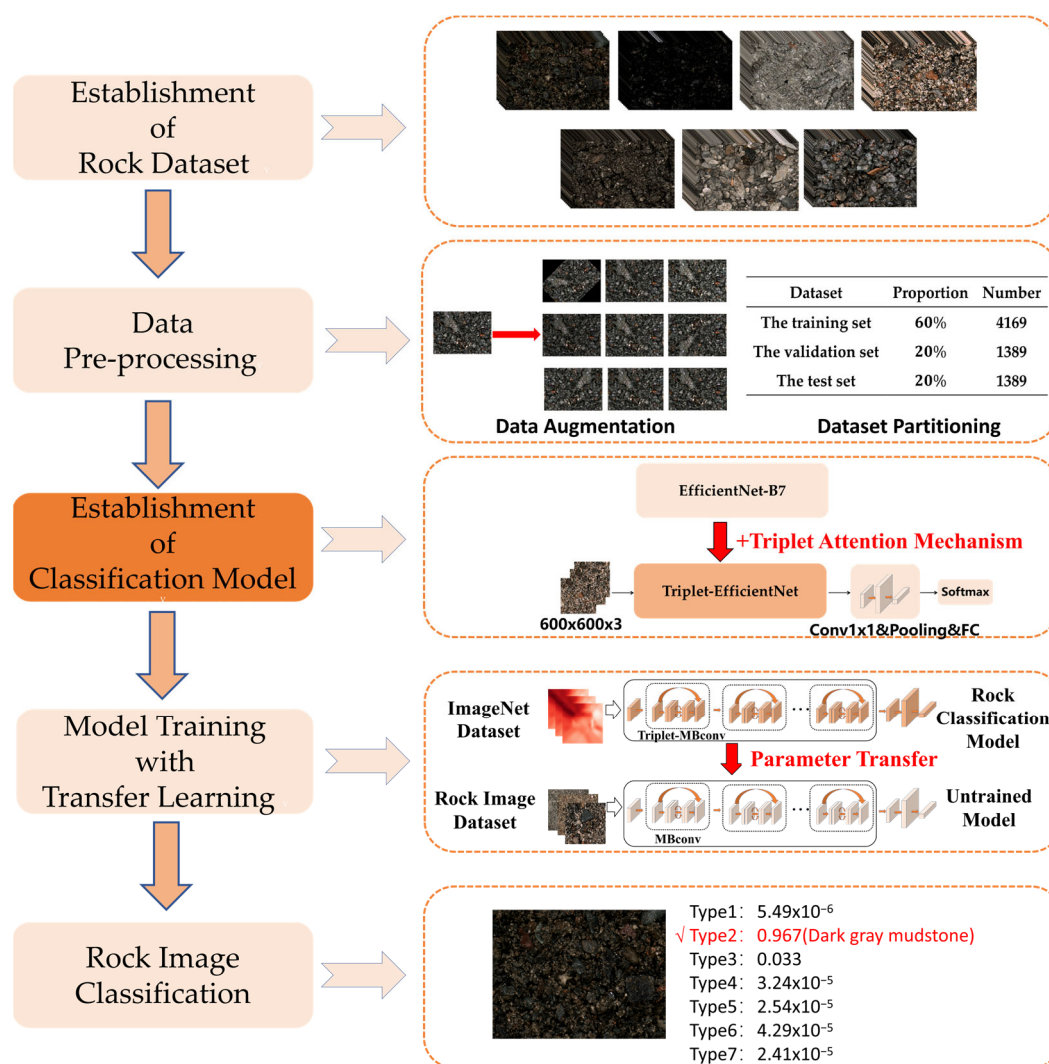 Establishment
of
Rock Dataset
Data
Pre-processing
Dataset Proportion Number
The training set 60% 4169
The validation set 20% 1389
The test set 20% 1389
Data Augmentation
Dataset Partitioning
Establishment
of
Classification Model
EfficientNet-B7
+Triplet Attention Mechanism
Triplet-EfficientNet
Softmax
600x600x3
Conv1x1&Pooling&FC
Model Training
with
Transfer Learning
ImageNet
Dataset
Triplet-MBconv
Rock
Classification
Model
Parameter Transfer
Rock Image
Dataset
MBconv
Untrained
Model
Rock Image
Classification
Type1: 5.49x10⁻⁶
√ Type2: 0.967(Dark gray mudstone)
Type3: 0.033
Type4: 3.24x10⁻⁵
Type5: 2.54x10⁻⁵
Type6: 4.29x10⁻⁵
Type7: 2.41x10⁻⁵